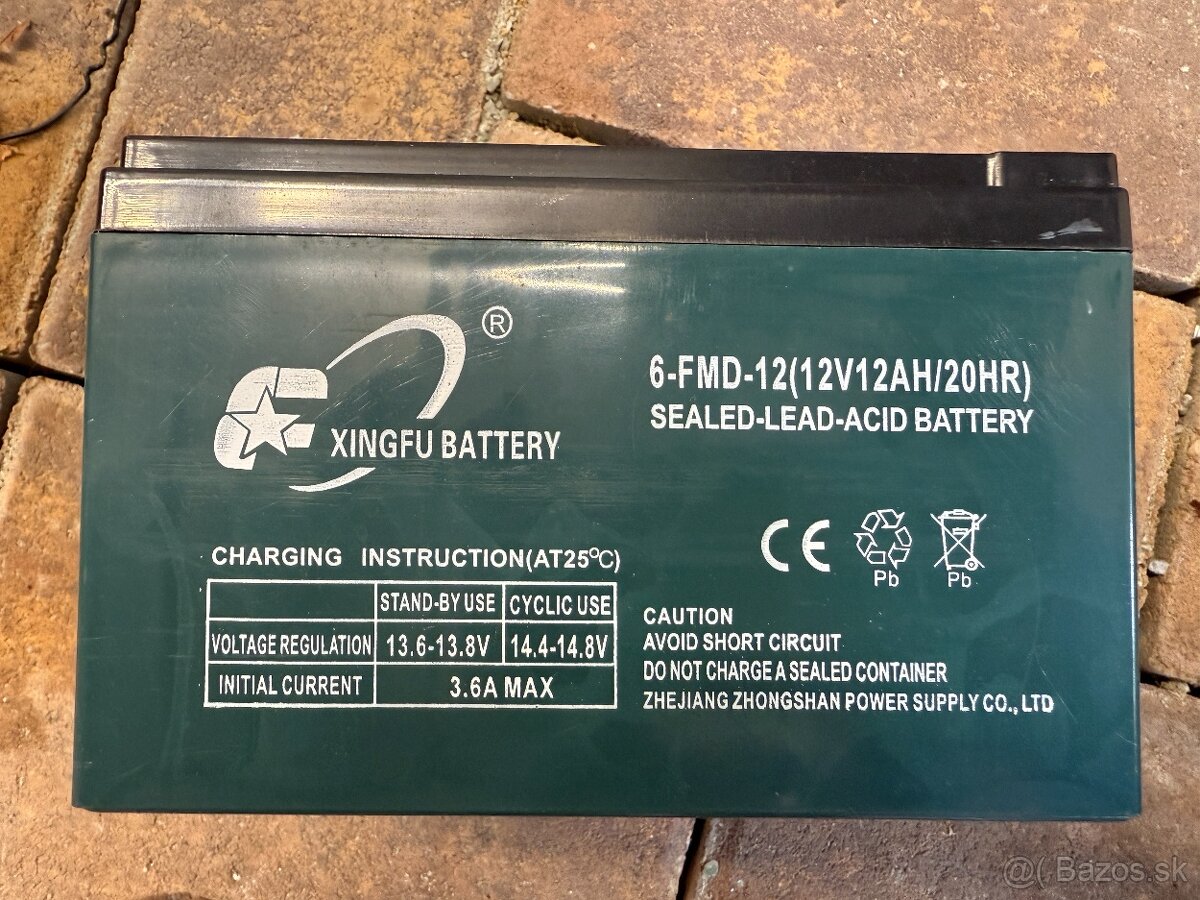 ®
XINGFU BATTERY
6-FMD-12(12V12AH/20HR)
SEALED-LEAD-ACID BATTERY
CHARGING INSTRUCTION(AT25°C)
STAND-BY USE CYCLIC USE
VOLTAGE REGULATION 13.6-13.8V 14.4-14.8V
INITIAL CURRENT 3.6A MAX
CE
Pb Pb
CAUTION
AVOID SHORT CIRCUIT
DO NOT CHARGE A SEALED CONTAINER
ZHEJIANG ZHONGSHAN POWER SUPPLY CO., LTD
@( Bazos.sk